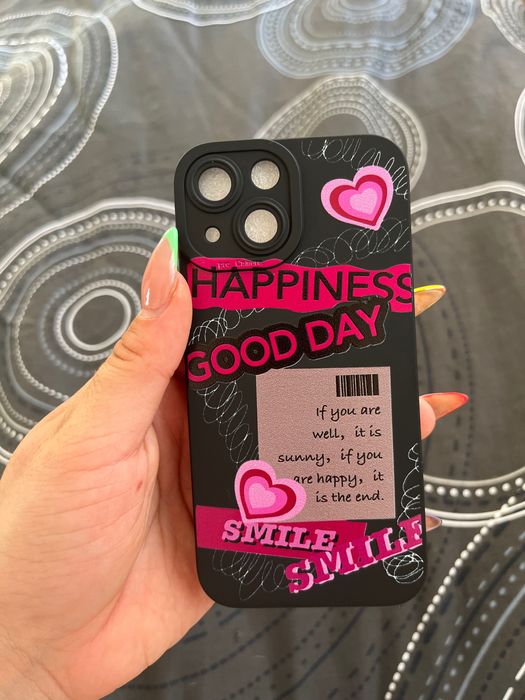 HAPPINESS
GOOD DAY
If you are
well, it is
sunny, if you
are happy, it
is the end.
SMILE
SMILE